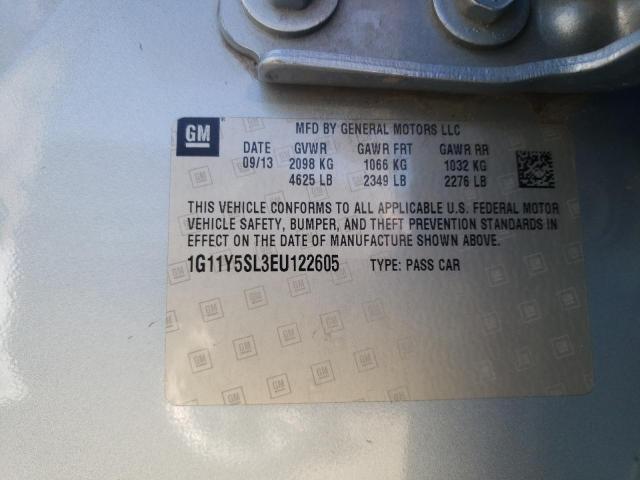 GM
MFD BY GENERAL MOTORS LLC
DATE GVWR GAWR FRT GAWR RR
09/13 2098 KG 1066 KG 1032 KG
4625 LB 2349 LB 2276 LB
THIS VEHICLE CONFORMS TO ALL APPLICABLE U.S. FEDERAL MOTOR
VEHICLE SAFETY, BUMPER, AND THEFT PREVENTION STANDARDS IN
EFFECT ON THE DATE OF MANUFACTURE SHOWN ABOVE.
1G11Y5SL3EU122605 TYPE: PASS CAR